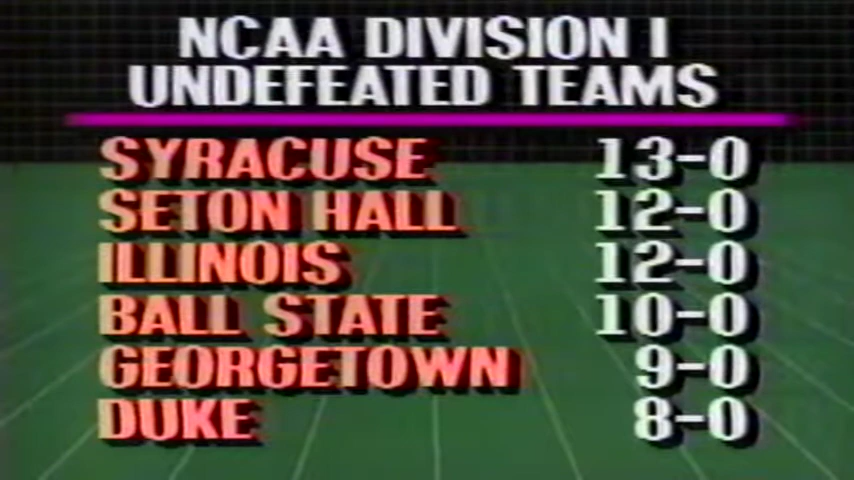 NCAA DIVISION I
UNDEFEATED TEAMS
SYRACUSE 13-0
SETON HALL 12-0
ILLINOIS 12-0
BALL STATE 10-0
GEORGETOWN 9-0
DUKE 8-0